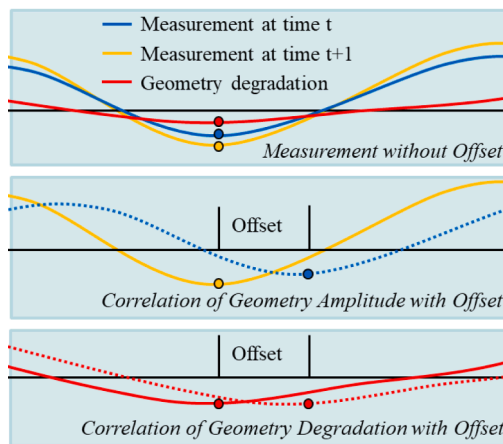 Measurement at time t
Measurement at time t+1
Geometry degradation
Measurement without Offset
Offset
Correlation of Geometry Amplitude with Offset
Offset
Correlation of Geometry Degradation with Offset